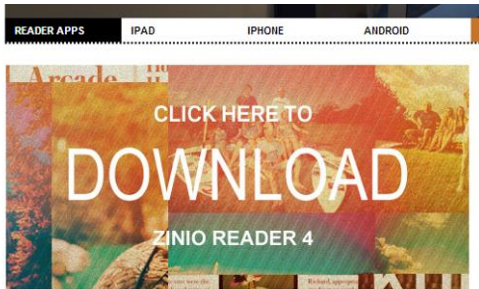 READER APPS
IPAD
IPHONE
ANDROID
Arcade
CLICK HERE TO
DOWNLOAD
ZINIO READER 4